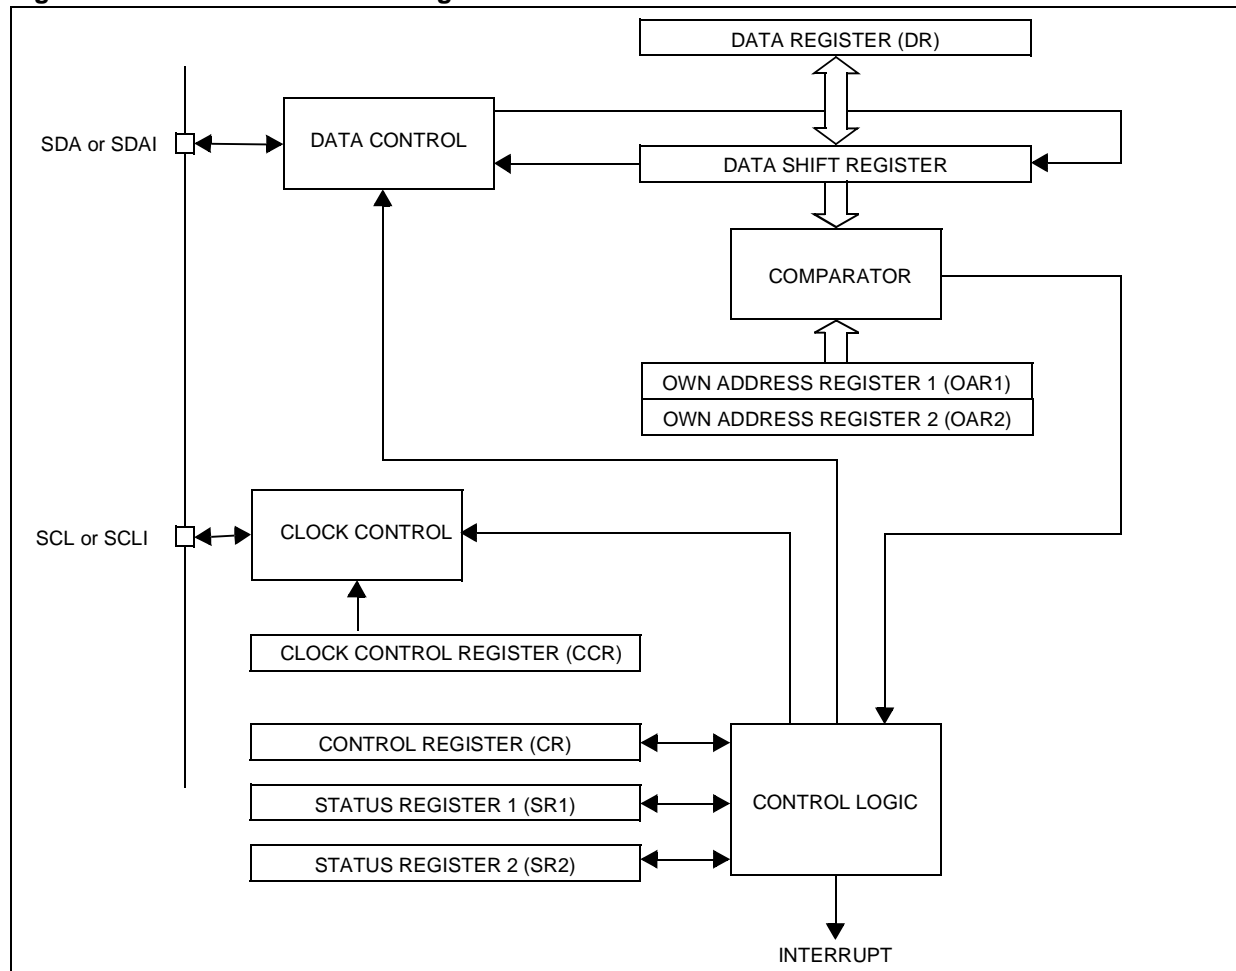 DATA REGISTER (DR)
SDA or SDAI
DATA CONTROL
DATA SHIFT REGISTER
COMPARATOR
OWN ADDRESS REGISTER 1 (OAR1)
OWN ADDRESS REGISTER 2 (OAR2)
SCL or SCLI
CLOCK CONTROL
CLOCK CONTROL REGISTER (CCR)
CONTROL REGISTER (CR)
STATUS REGISTER 1 (SR1)
CONTROL LOGIC
STATUS REGISTER 2 (SR2)
INTERRUPT